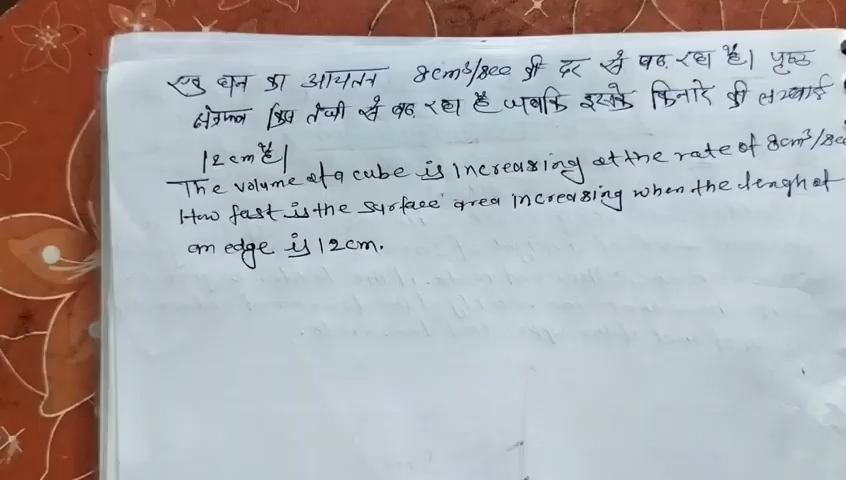 एक घन का आयतन 8cm³/sec की दर से बढ़ रहा है। पृष्ठ
क्षेत्रफल किस तेजी से बढ़ रहा है जबकि इसके किनारे की लम्बाई
12cm है।
The volume of a cube is increasing at the rate of 8cm³/sec
How fast is the surface area increasing when the lengh of
an edge is 12cm.